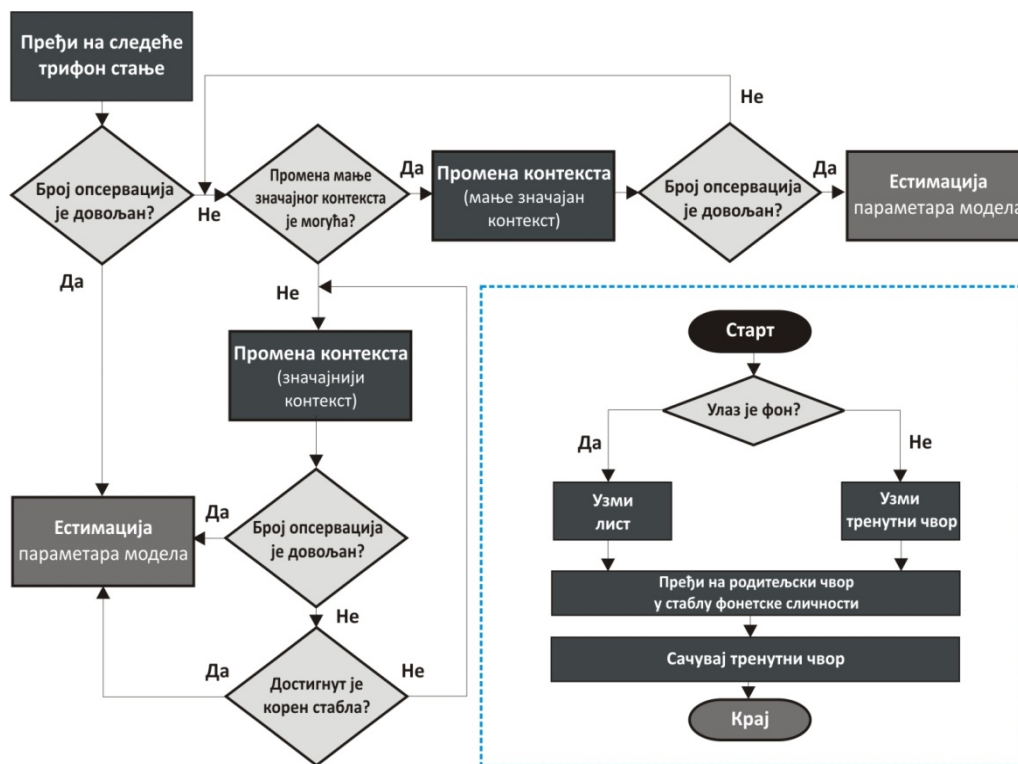 Пређи на следеће
трифон стање
Број опсервација
је довољан?
Да
Не
Промена мање
значајног контекста
је могућа?
Да
Не
Промена контекста
(мање значајан
контекст)
Број опсервација
је довољан?
Не
Да
Естимација
параметара модела
Промена контекста
(значајнији
контекст)
Број опсервација
је довољан?
Да
Не
Естимација
параметара модела
Достигнут је
корен стабла?
Да
Не
Старт
Улаз је фон?
Да
Не
Узми
лист
Узми
тренутни чвор
Пређи на родитељски чвор
у стаблу фонетске сличности
Сачувај тренутни чвор
Крај